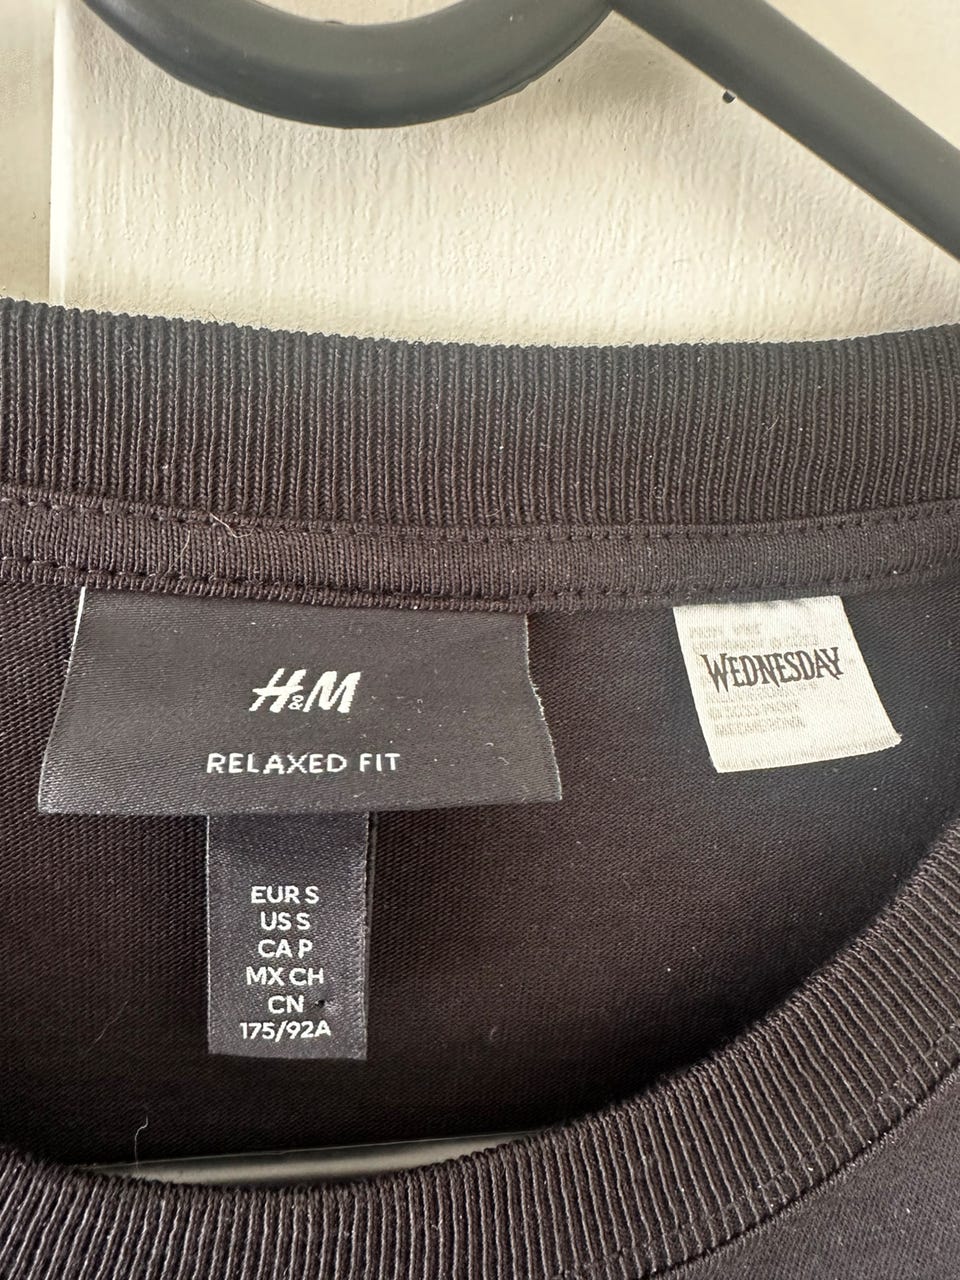 H&M
RELAXED FIT
EUR S
US S
CA P
MX CH
CN
175/92A
WEDNESDAY